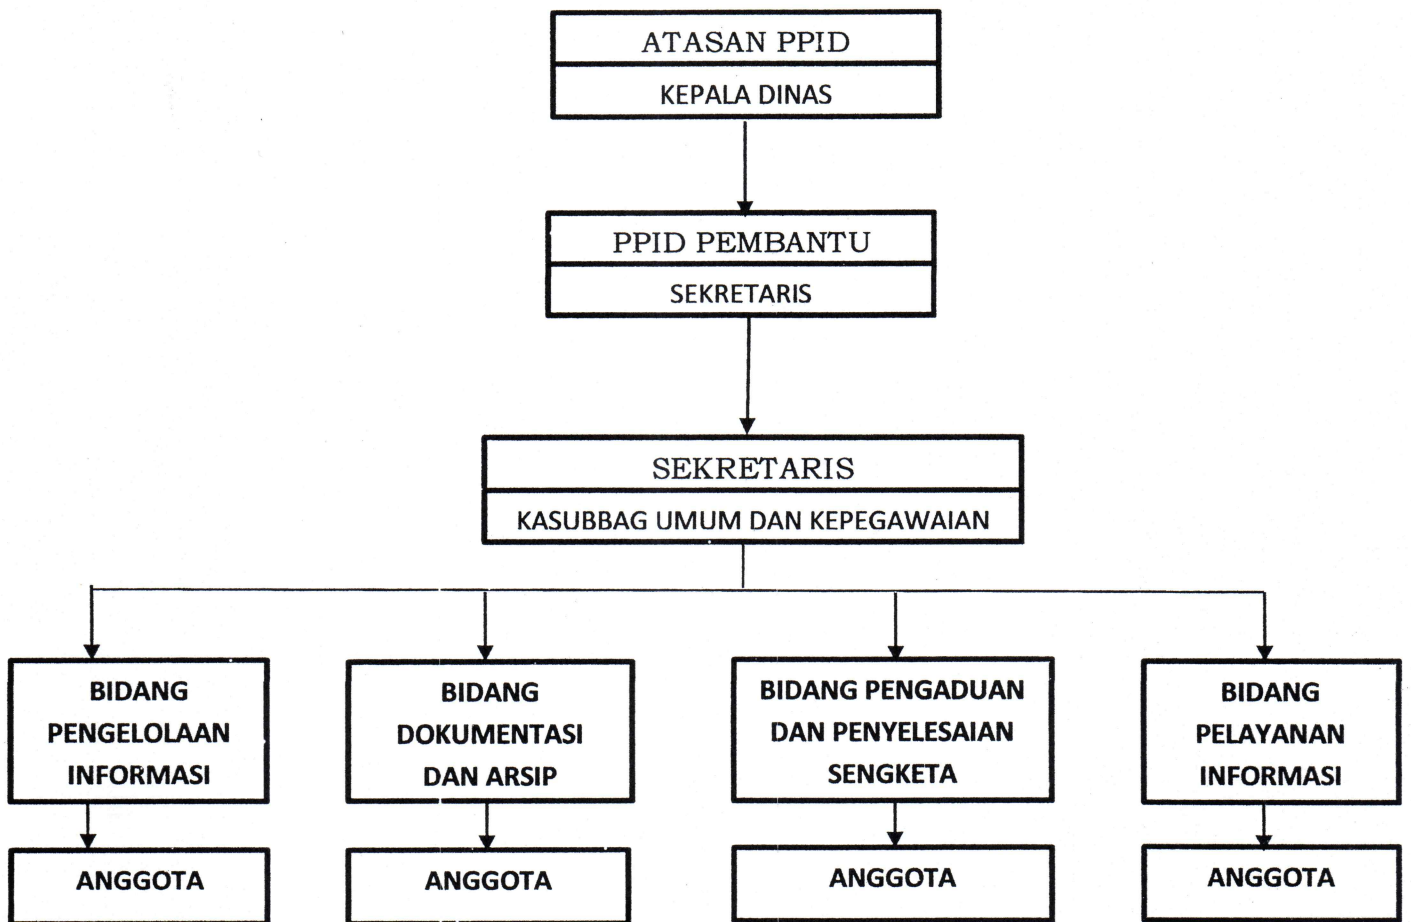 ATASAN PPID
KEPALA DINAS
PPID PEMBANTU
SEKRETARIS
SEKRETARIS
KASUBBAG UMUM DAN KEPEGAWAIAN
BIDANG
PENGELOLAAN
INFORMASI
BIDANG
DOKUMENTASI
DAN ARSIP
BIDANG PENGADUAN
DAN PENYELESAIAN
SENGKETA
BIDANG
PELAYANAN
INFORMASI
ANGGOTA
ANGGOTA
ANGGOTA
ANGGOTA